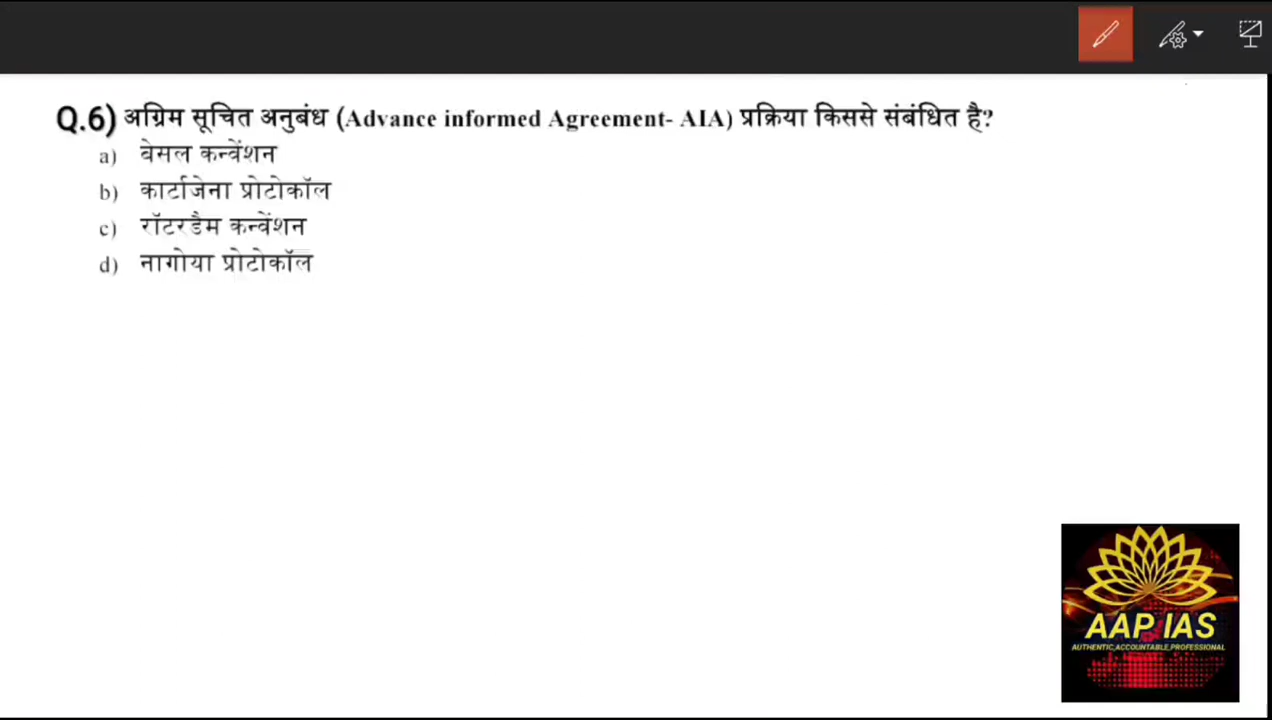 Q.6) अग्रिम सूचित अनुबंध (Advance informed Agreement- AIA) प्रक्रिया किससे संबंधित है?
a) बेसल कन्वेंशन
b) कार्टाजेना प्रोटोकॉल
c) रॉटरडैम कन्वेंशन
d) नागोया प्रोटोकॉल
AAP IAS
AUTHENTIC,ACCOUNTABLE,PROFESSIONAL